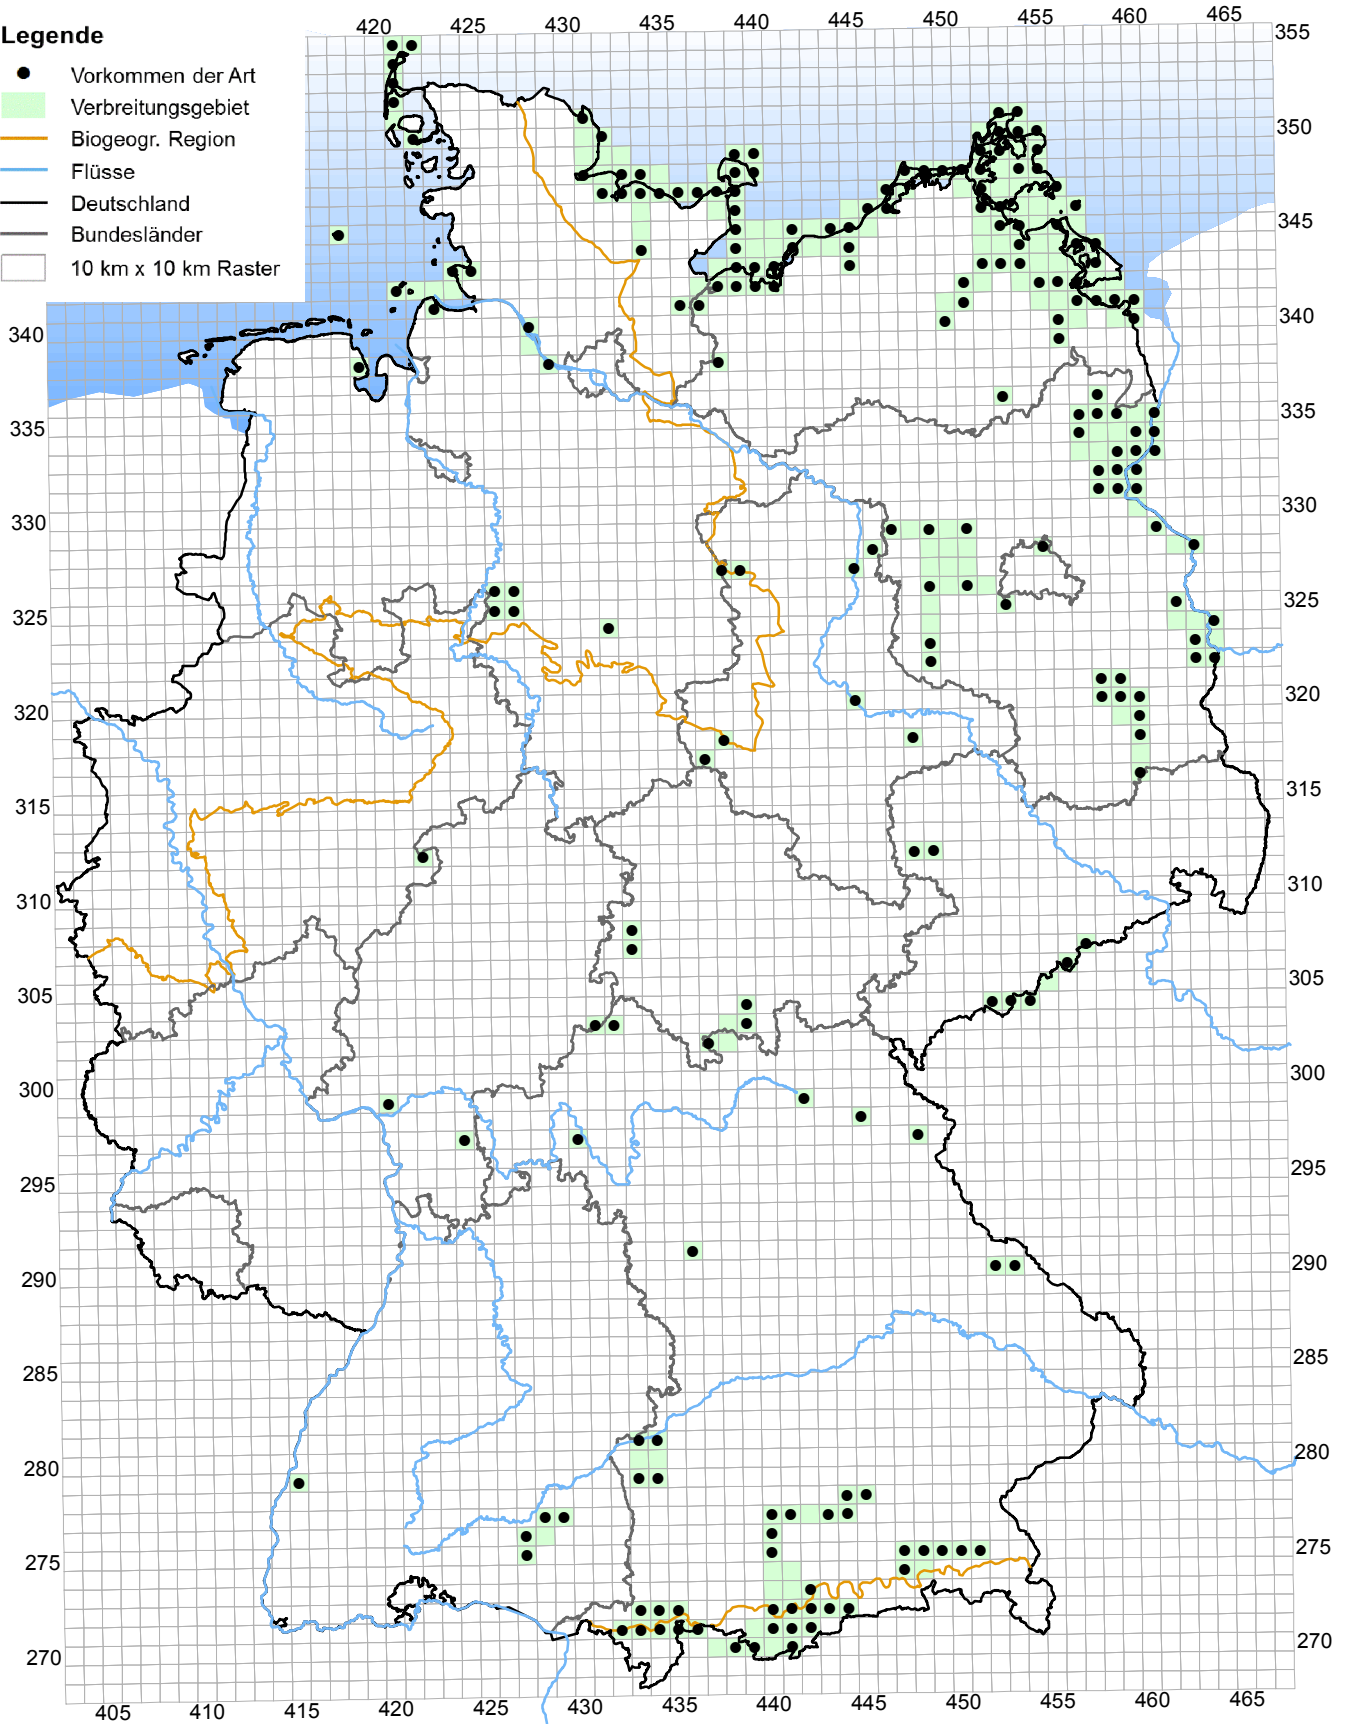 Legende
Vorkommen der Art
Verbreitungsgebiet
Biogeogr. Region
Flüsse
Deutschland
Bundesländer
10 km x 10 km Raster
420 425 430 435 440 445 450 455 460 465
355
350
345
340 340
335 335
330 330
325 325
320 320
315 315
310 310
305 305
300 300
295 295
290 290
285 285
280 280
275 275
270 270
405 410 415 420 425 430 435 440 445 450 455 460 465